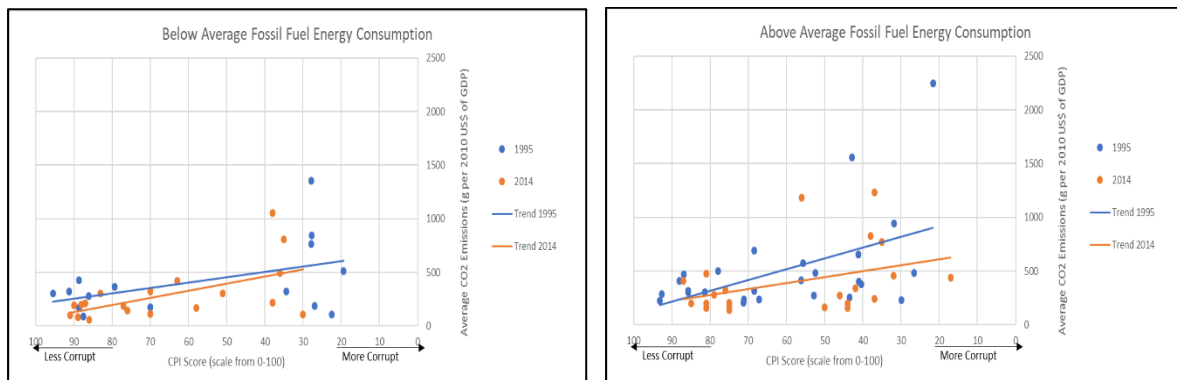 Below Average Fossil Fuel Energy Consumption
2500
2000
1500
1000
500
0
100 90 80 70 60 50 40 30 20 10 0
Average CO2 Emissions (g per 2010 US$ of GDP)
Less Corrupt
CPI Score (scale from 0-100)
More Corrupt
1995
2014
Trend 1995
Trend 2014
Above Average Fossil Fuel Energy Consumption
2500
2000
1500
1000
500
0
100 90 80 70 60 50 40 30 20 10 0
Average CO2 Emissions (g per 2010 US$ of GDP)
Less Corrupt
CPI Score (scale from 0-100)
More Corrupt
1995
2014
Trend 1995
Trend 2014